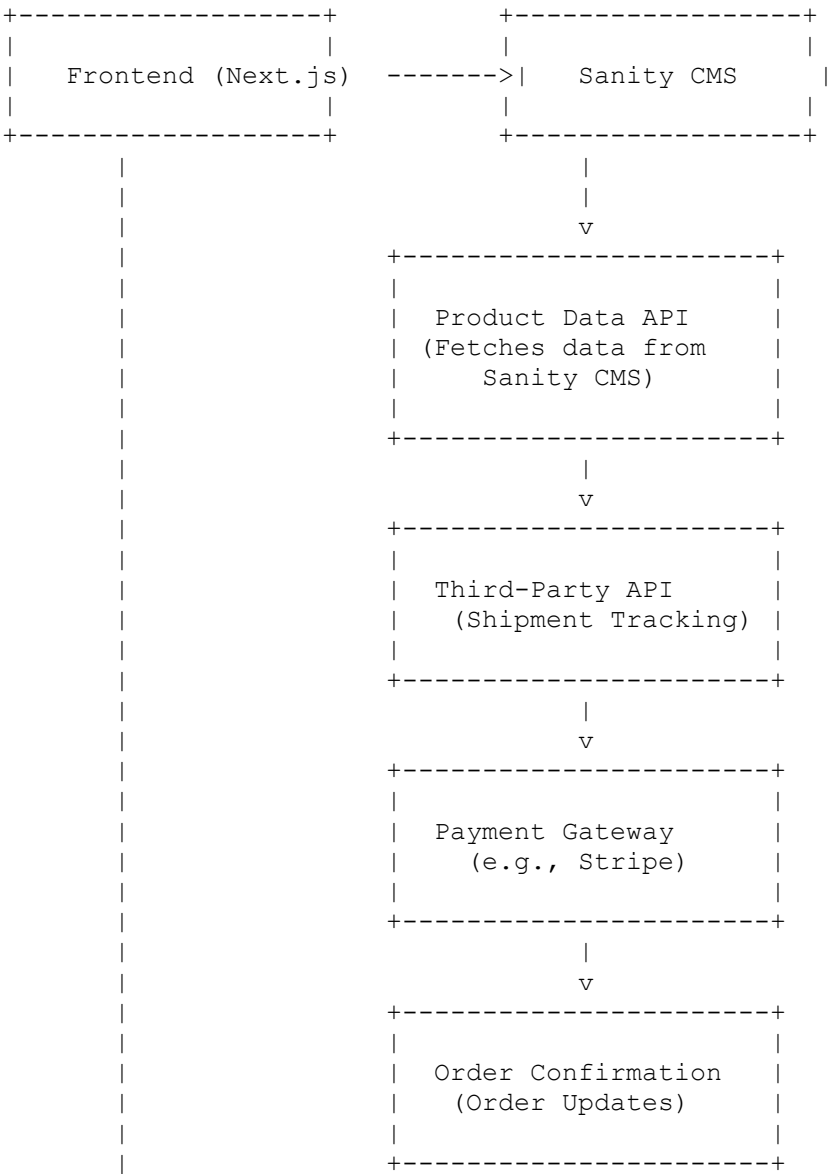 Frontend (Next.js)
Sanity CMS
Product Data API
(Fetches data from
Sanity CMS)
Third-Party API
(Shipment Tracking)
Payment Gateway
(e.g., Stripe)
Order Confirmation
(Order Updates)